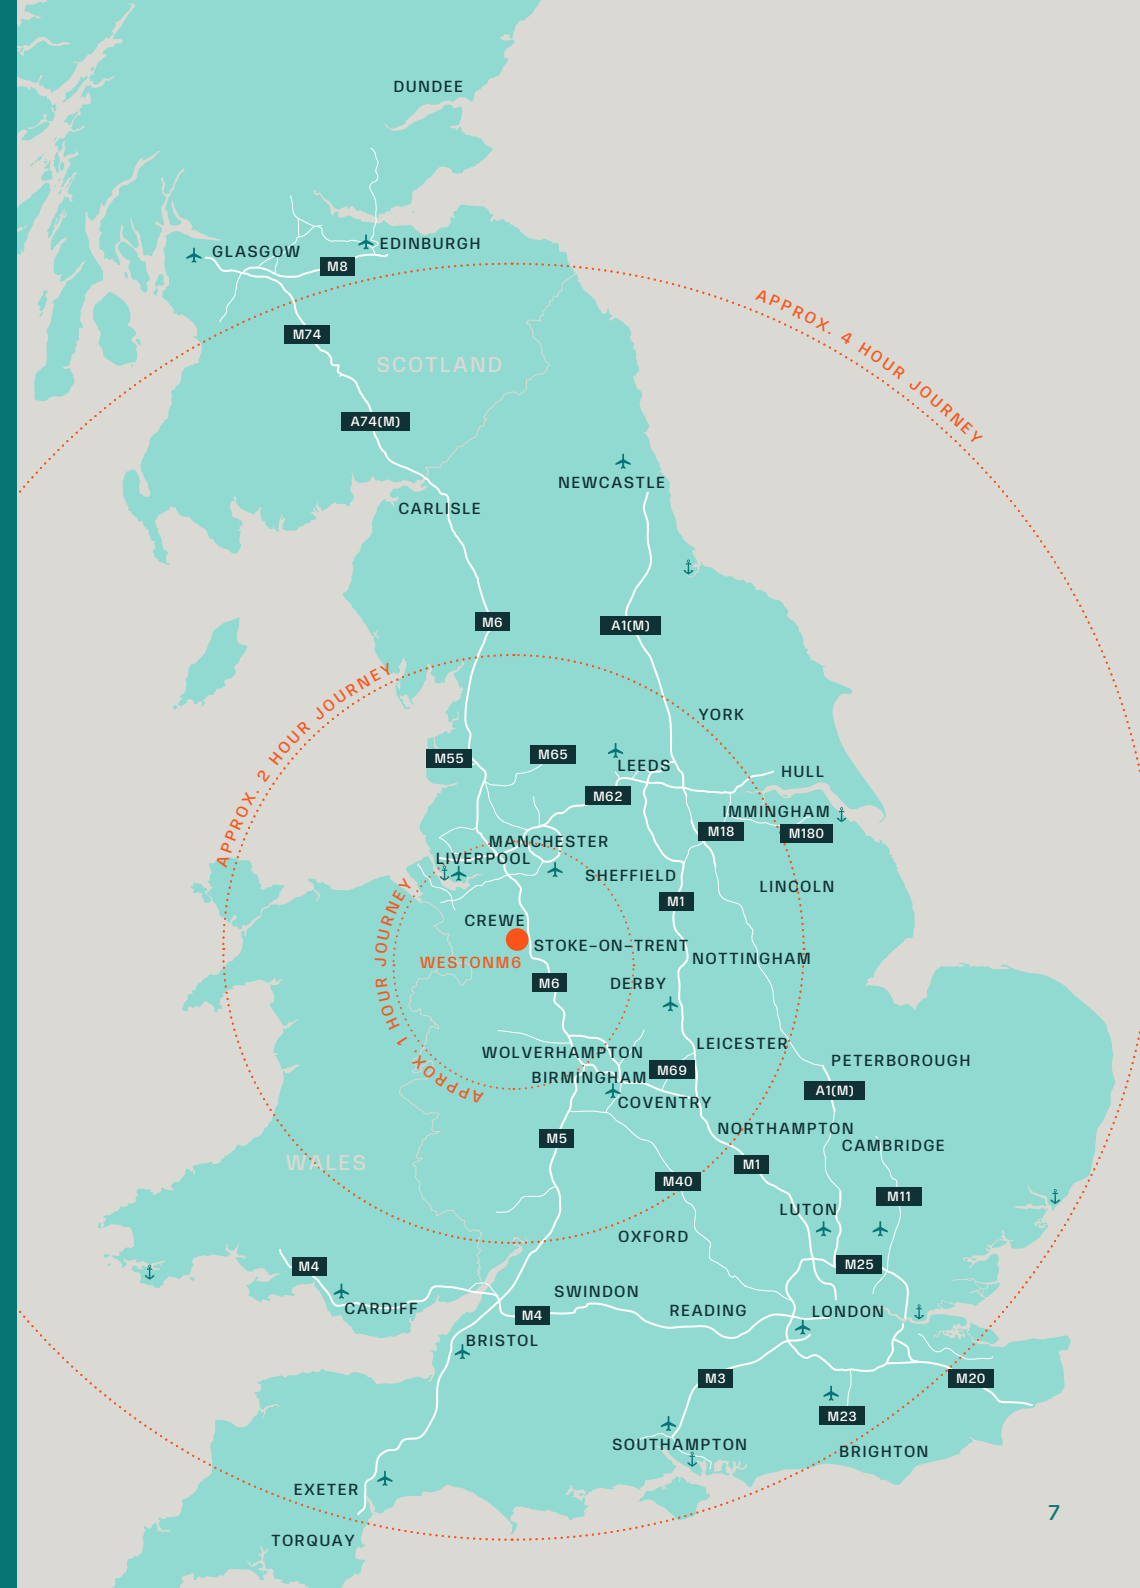 DUNDEE
EDINBURGH
GLASGOW
M8
APPROX. 4 HOUR JOURNEY
M74
SCOTLAND
A74(M)
NEWCASTLE
CARLISLE
M6
A1(M)
APPROX. 2 HOUR JOURNEY
YORK
M55
M65
LEEDS
HULL
M62
IMMINGHAM
M18
M180
MANCHESTER
LIVERPOOL
SHEFFIELD
LINCOLN
M1
APPROX. 1 HOUR JOURNEY
CREWE
STOKE-ON-TRENT
WESTONM6
NOTTINGHAM
M6
DERBY
LEICESTER
WOLVERHAMPTON
PETERBOROUGH
M69
BIRMINGHAM
A1(M)
COVENTRY
NORTHAMPTON
M5
CAMBRIDGE
WALES
M1
M40
M11
LUTON
OXFORD
M4
M25
SWINDON
CARDIFF
READING
LONDON
M4
BRISTOL
M3
M20
M23
SOUTHAMPTON
BRIGHTON
EXETER
7
TORQUAY